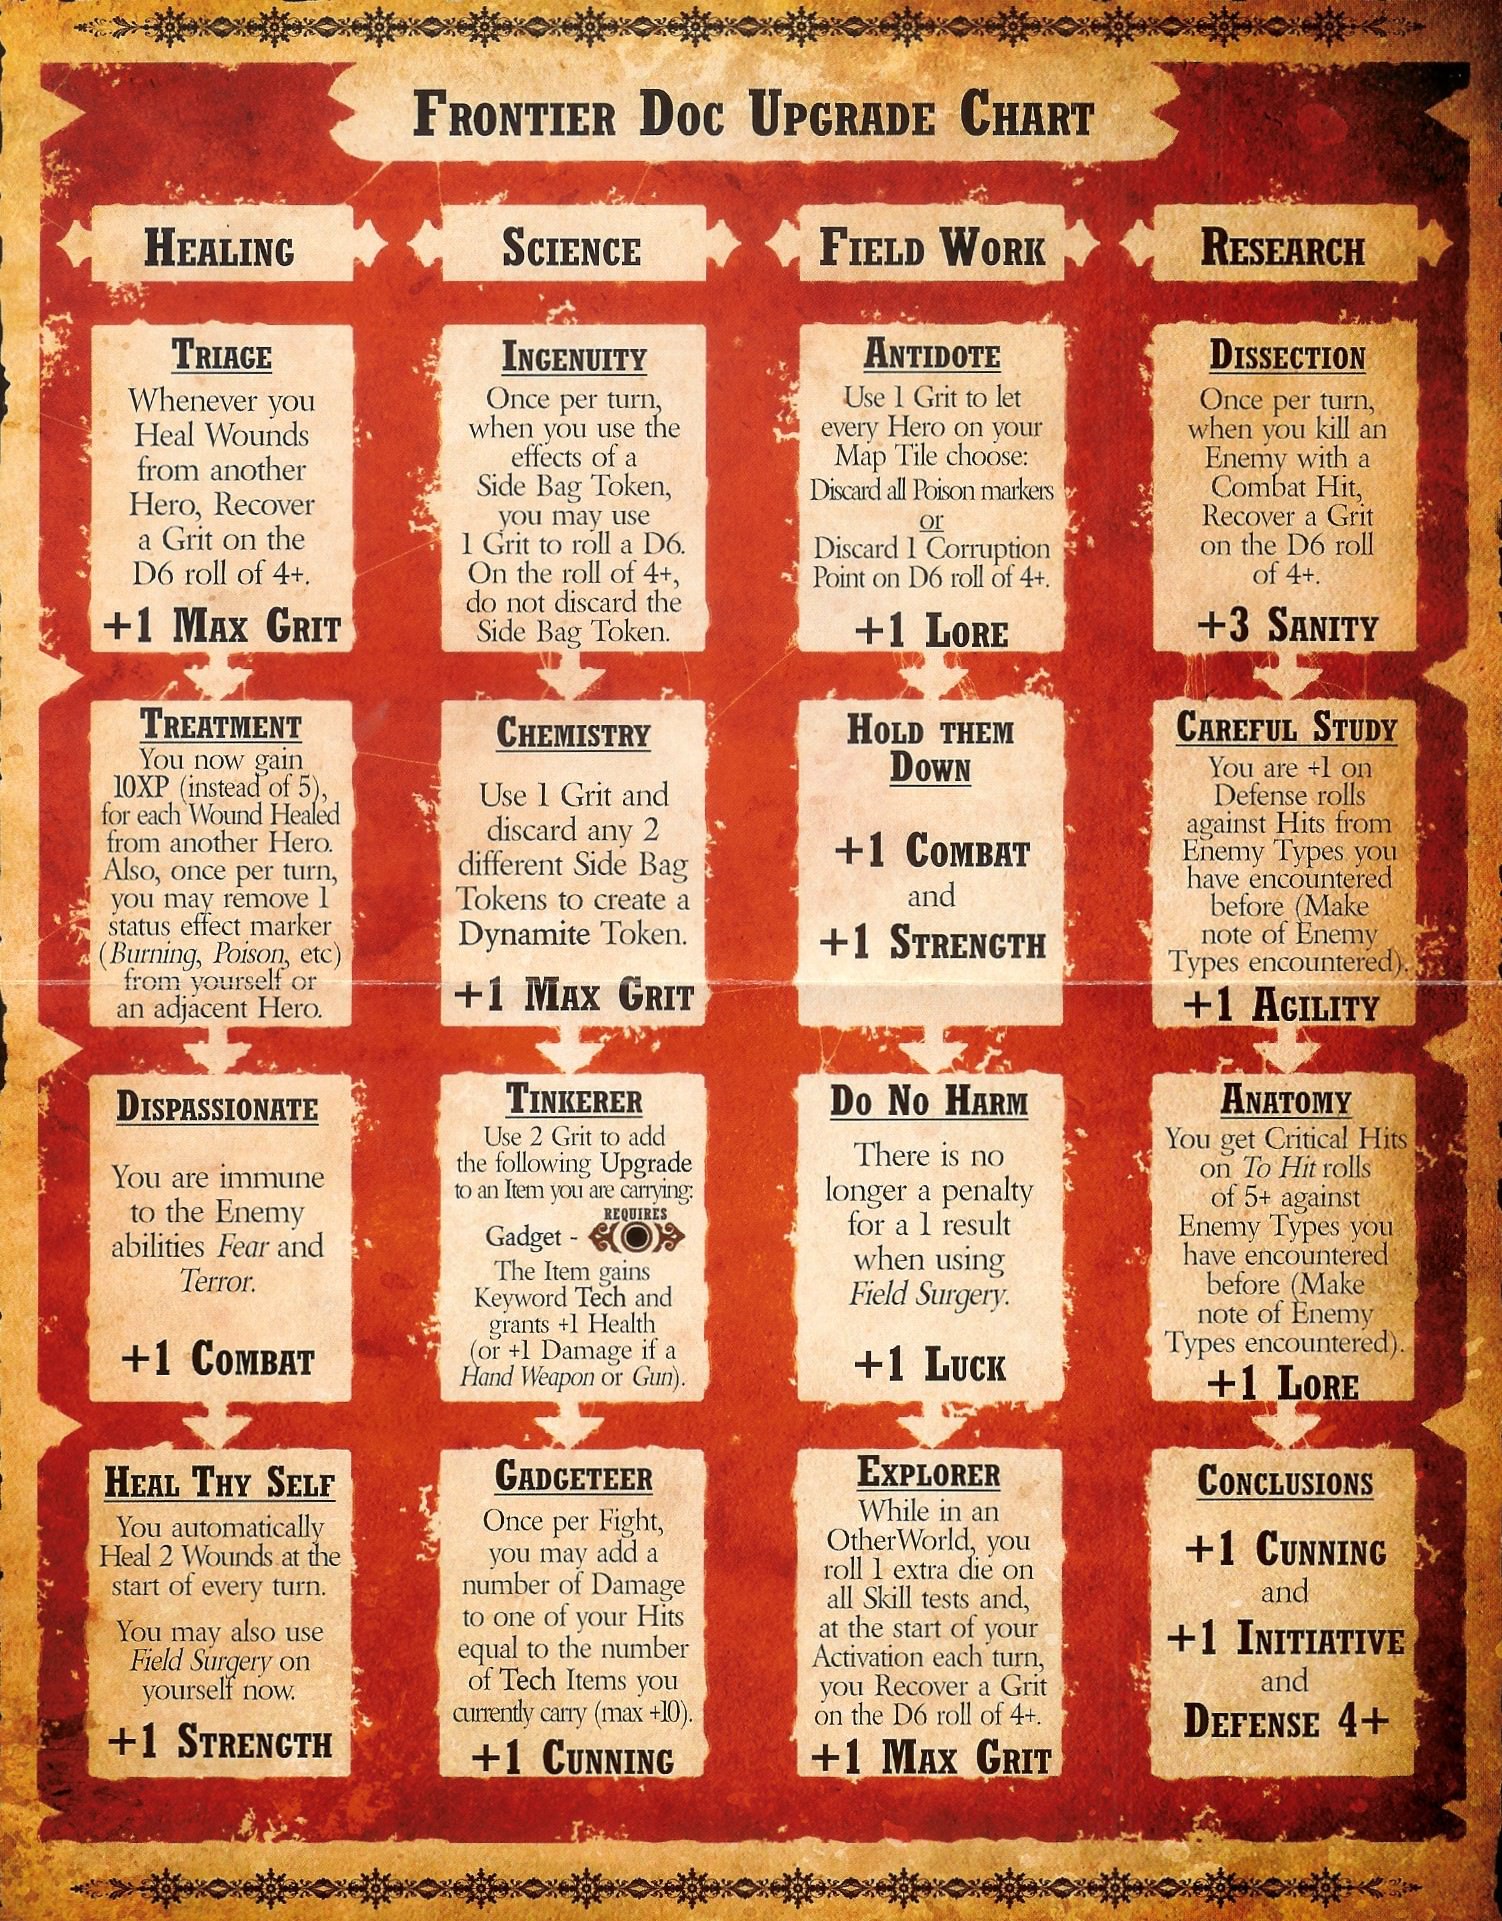 Frontier Doc Upgrade Chart
Healing
Triage
Whenever you
Heal Wounds
from another
Hero, Recover
a Grit on the
D6 roll of 4+.
+1 Max Grit
Treatment
You now gain
10XP (instead of 5),
for each Wound Healed
from another Hero.
Also, once per turn,
you may remove 1
status effect marker
(Burning, Poison, etc)
from yourself or
an adjacent Hero.
Dispassionate
You are immune
to the Enemy
abilities Fear and
Terror.
+1 Combat
Heal Thy Self
You automatically
Heal 2 Wounds at the
start of every turn.
You may also use
Field Surgery on
yourself now.
+1 Strength
Science
Ingenuity
Once per turn,
when you use the
effects of a
Side Bag Token,
you may use
1 Grit to roll a D6.
On the roll of 4+,
do not discard the
Side Bag Token.
Chemistry
Use 1 Grit and
discard any 2
different Side Bag
Tokens to create a
Dynamite Token.
+1 Max Grit
Tinkerer
Use 2 Grit to add
the following Upgrade
to an Item you are carrying:
REQUIRES
Gadget -
The Item gains
Keyword Tech and
grants +1 Health
(or +1 Damage if a
Hand Weapon or Gun).
Gadgeteer
Once per Fight,
you may add a
number of Damage
to one of your Hits
equal to the number
of Tech Items you
currently carry (max +10).
+1 Cunning
Field Work
Antidote
Use 1 Grit to let
every Hero on your
Map Tile choose:
Discard all Poison markers
or
Discard 1 Corruption
Point on D6 roll of 4+.
+1 Lore
Hold them
Down
+1 Combat
and
+1 Strength
Do No Harm
There is no
longer a penalty
for a 1 result
when using
Field Surgery.
+1 Luck
Explorer
While in an
OtherWorld, you
roll 1 extra die on
all Skill tests and,
at the start of your
Activation each turn,
you Recover a Grit
on the D6 roll of 4+.
+1 Max Grit
Research
Dissection
Once per turn,
when you kill an
Enemy with a
Combat Hit,
Recover a Grit
on the D6 roll
of 4+.
+3 Sanity
Careful Study
You are +1 on
Defense rolls
against Hits from
Enemy Types you
have encountered
before (Make
note of Enemy
Types encountered).
+1 Agility
Anatomy
You get Critical Hits
on To Hit rolls
of 5+ against
Enemy Types you
have encountered
before (Make
note of Enemy
Types encountered).
+1 Lore
Conclusions
+1 Cunning
and
+1 Initiative
and
Defense 4+